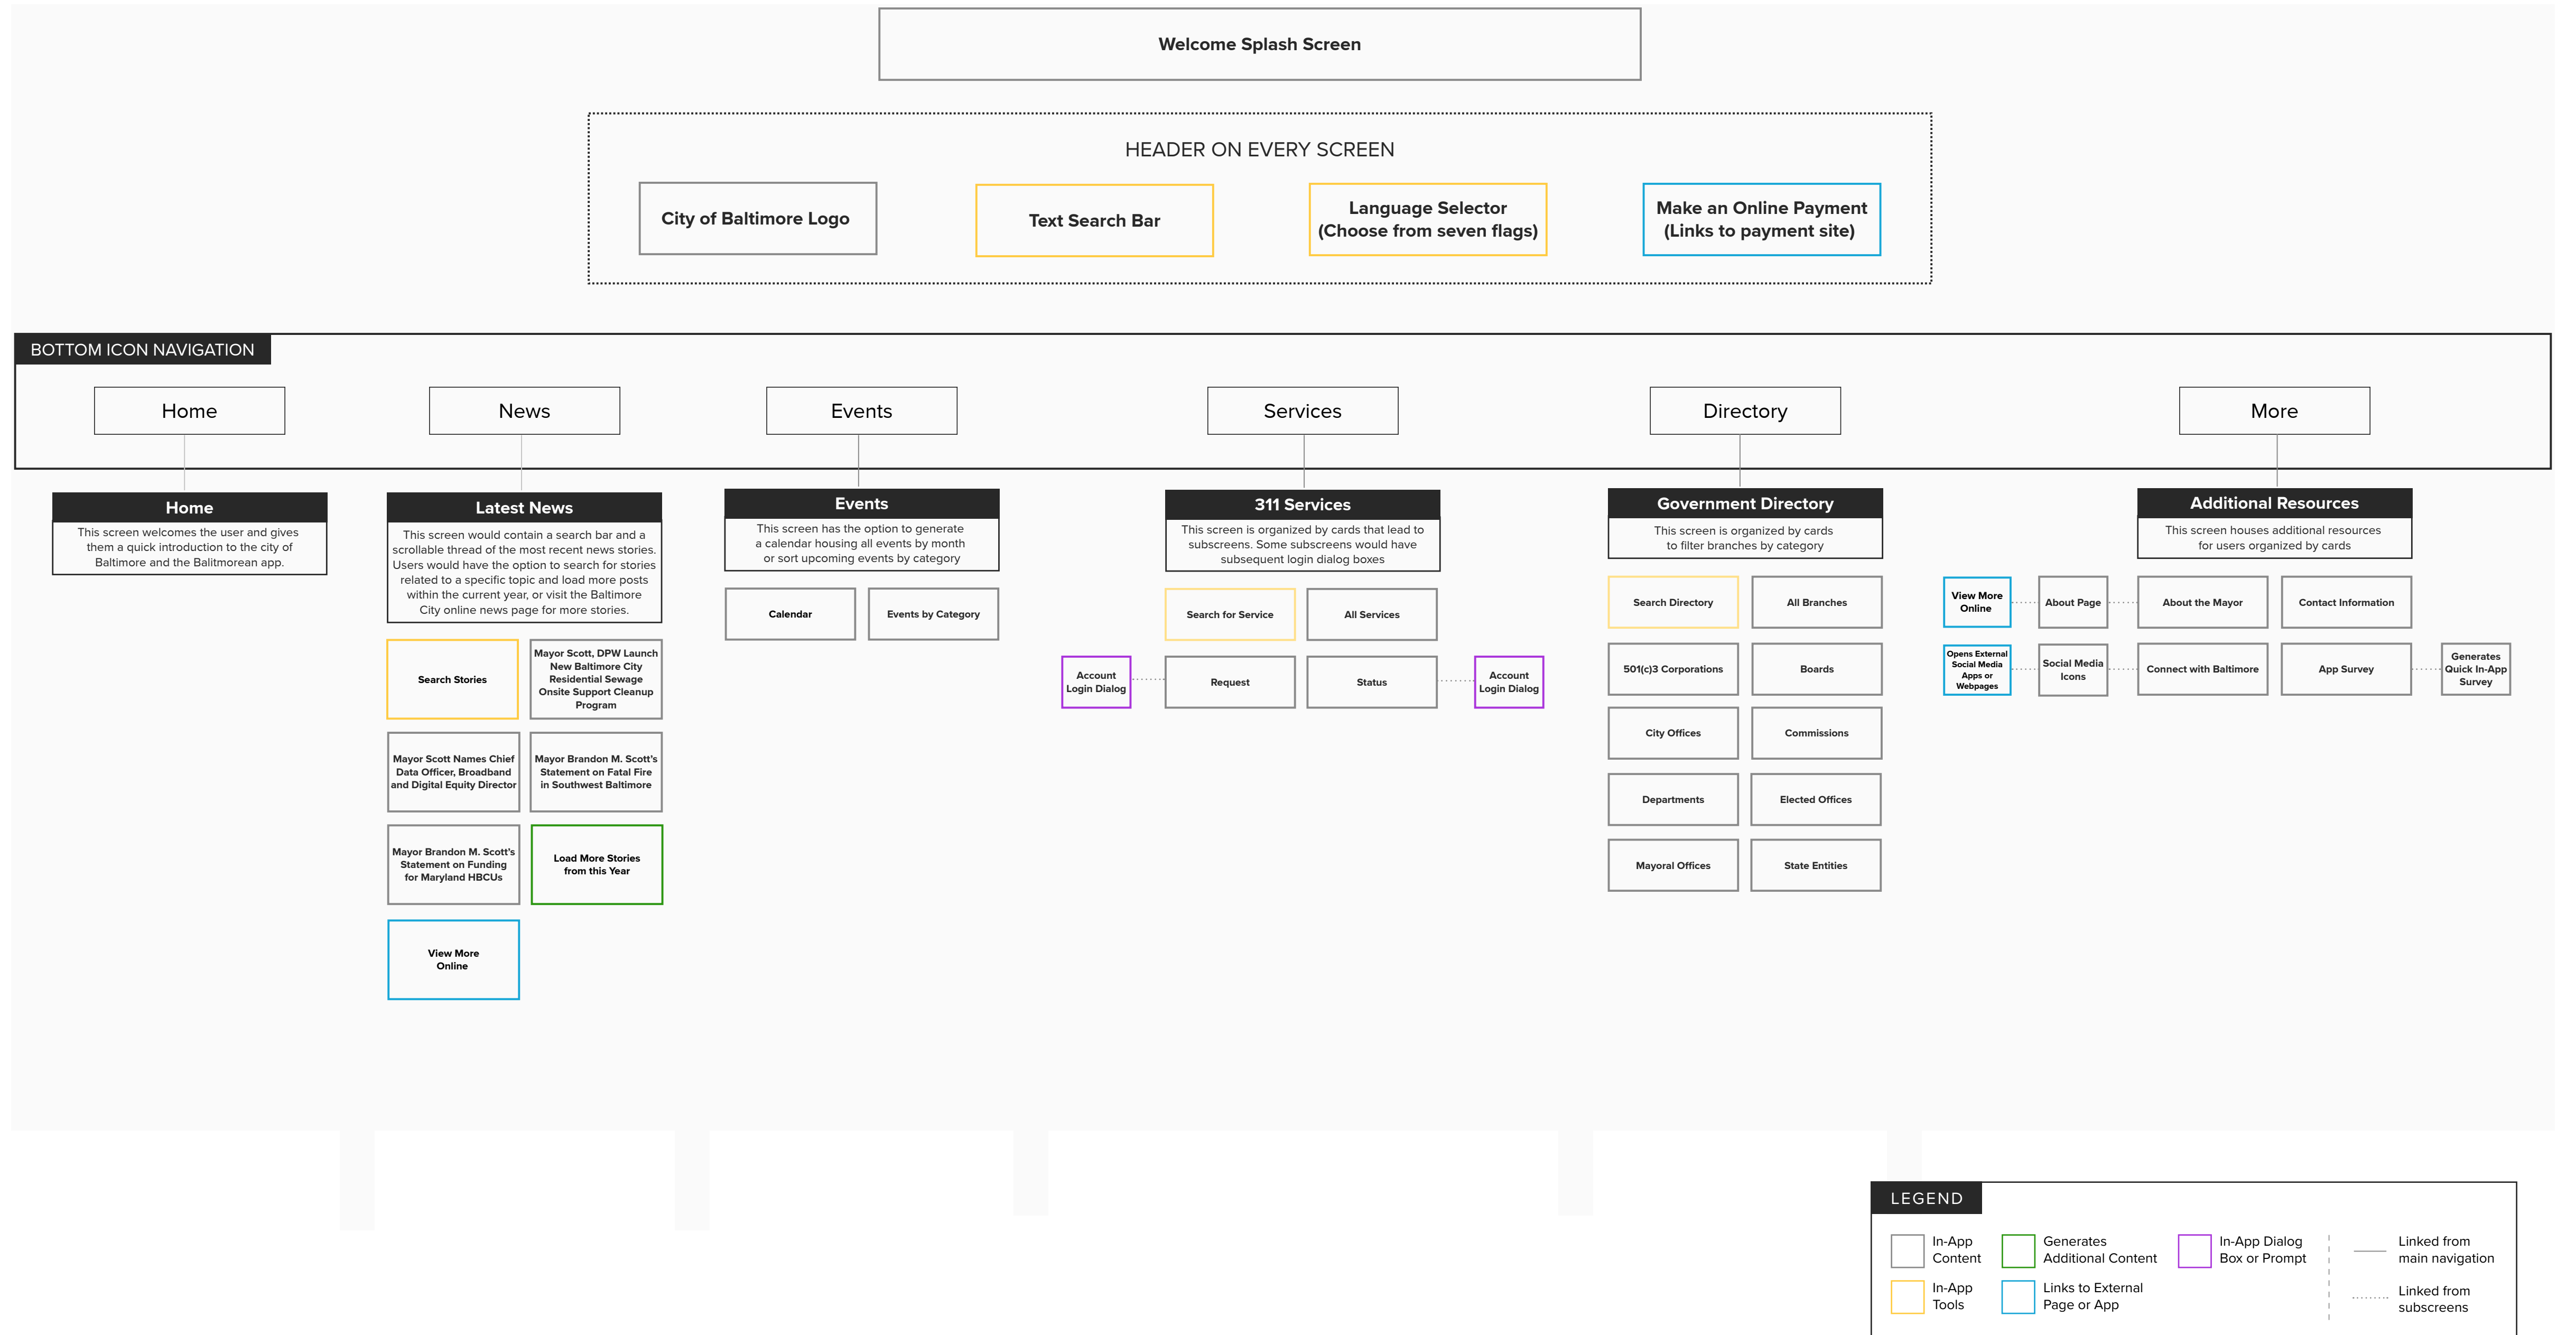 Welcome Splash Screen
HEADER ON EVERY SCREEN
City of Baltimore Logo
Text Search Bar
Language Selector
(Choose from seven flags)
Make an Online Payment
(Links to payment site)
BOTTOM ICON NAVIGATION
Home
News
Events
Services
Directory
More
Home
This screen welcomes the user and gives
them a quick introduction to the city of
Baltimore and the Balitmorean app.
Latest News
This screen would contain a search bar and a
scrollable thread of the most recent news stories.
Users would have the option to search for stories
related to a specific topic and load more posts
within the current year, or visit the Baltimore
City online news page for more stories.
Search Stories
Mayor Scott, DPW Launch
New Baltimore City
Residential Sewage
Onsite Support Cleanup
Program
Mayor Scott Names Chief
Data Officer, Broadband
and Digital Equity Director
Mayor Brandon M. Scott's
Statement on Fatal Fire
in Southwest Baltimore
Mayor Brandon M. Scott's
Statement on Funding
for Maryland HBCUs
Load More Stories
from this Year
View More
Online
Events
This screen has the option to generate
a calendar housing all events by month
or sort upcoming events by category
Calendar
Events by Category
311 Services
This screen is organized by cards that lead to
subscreens. Some subscreens would have
subsequent login dialog boxes
Search for Service
All Services
Account
Login Dialog
Request
Status
Account
Login Dialog
Government Directory
This screen is organized by cards
to filter branches by category
Search Directory
All Branches
501(c)3 Corporations
Boards
City Offices
Commissions
Departments
Elected Offices
Mayoral Offices
State Entities
Additional Resources
This screen houses additional resources
for users organized by cards
View More
Online
About Page
About the Mayor
Contact Information
Opens External
Social Media
Apps or
Webpages
Social Media
Icons
Connect with Baltimore
App Survey
Generates
Quick In-App
Survey
LEGEND
In-App
Content
Generates
Additional Content
In-App Dialog
Box or Prompt
Linked from
main navigation
In-App
Tools
Links to External
Page or App
Linked from
subscreens